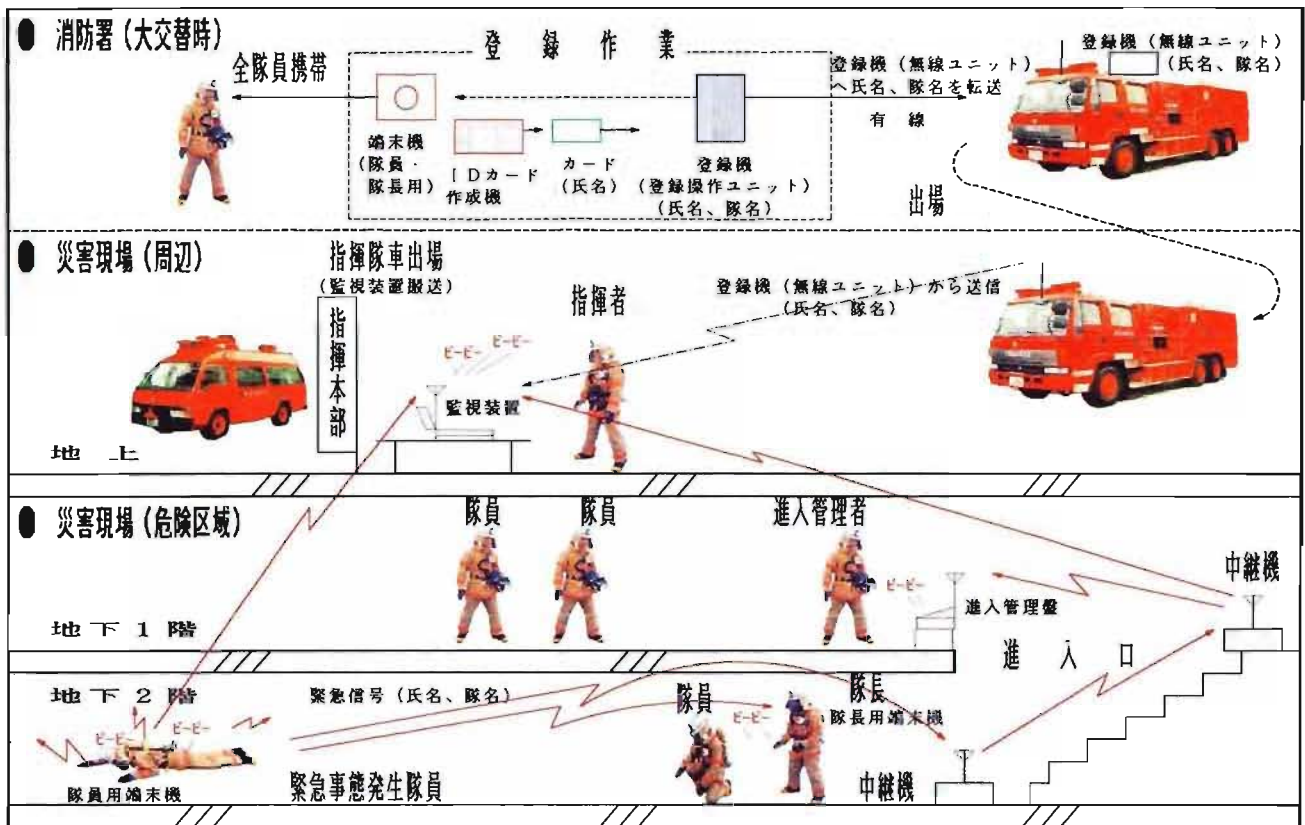 ● 消防署（大交替時）
登録作業
全隊員携帯
端末機
（隊員・
隊長用）
IDカード
作成機
カード
（氏名）
登録機
（登録操作ユニット）
（氏名、隊名）
登録機（無線ユニット）
へ氏名、隊名を転送
有線
登録機（無線ユニット）
（氏名、隊名）
出場
● 災害現場（周辺）
指揮隊車出場
（監視装置搬送）
指揮本部
ピーピー
監視装置
指揮者
登録機（無線ユニット）から送信
（氏名、隊名）
地上
● 災害現場（危険区域）
隊員
隊員
進入管理者
ピーピー
進入管理盤
中継機
地下1階
進入口
地下2階
緊急信号（氏名、隊名）
ピーピー
ピーピー
隊員用端末機
緊急事態発生隊員
隊員
ピーピー
隊長
隊長用端末機
中継機